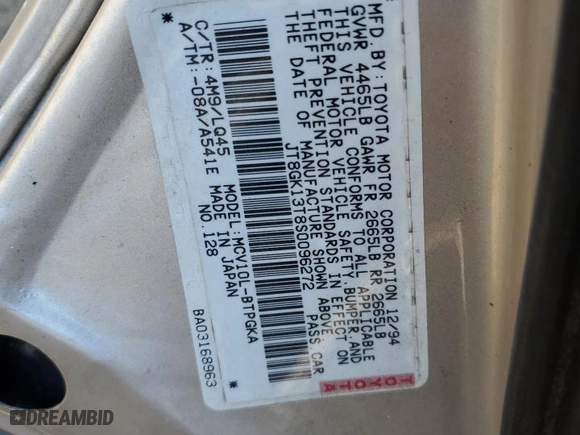 MFD. BY: TOYOTA MOTOR CORPORATION 12/94
GVWR 4465LB GAWR FR 2665LB RR 2665LB
THIS VEHICLE CONFORMS TO ALL APPLICABLE
FEDERAL MOTOR VEHICLE SAFETY, BUMPER, AND
THEFT PREVENTION STANDARDS IN EFFECT ON
THE DATE OF MANUFACTURE SHOWN ABOVE.
JT8GK13T8S0096272 PASS CAR
C/TR: 4M9/LQ45 MODEL: MCV10L-BTPGKA
A/TM: -08A/A541E MADE IN JAPAN
NO. 128
* BA03168963 *
TOYOTA
DREAMBID